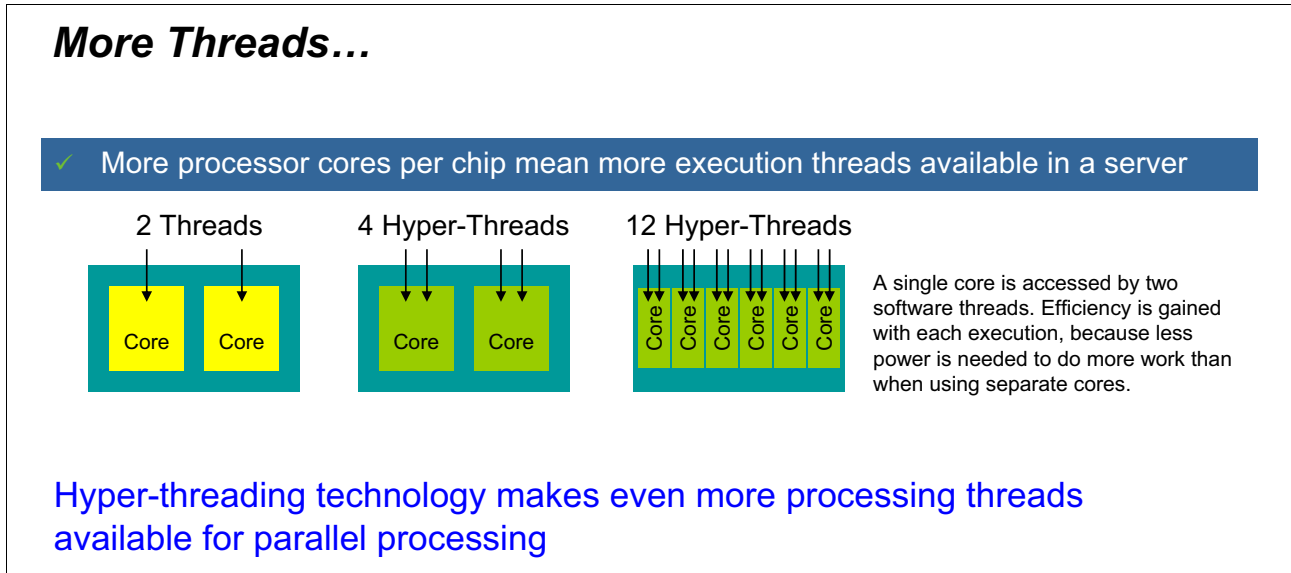 More Threads…
✓ More processor cores per chip mean more execution threads available in a server
2 Threads
4 Hyper-Threads
12 Hyper-Threads
Core
Core
Core
Core
Core
Core
Core
Core
Core
Core
A single core is accessed by two
software threads. Efficiency is gained
with each execution, because less
power is needed to do more work than
when using separate cores.
Hyper-threading technology makes even more processing threads
available for parallel processing